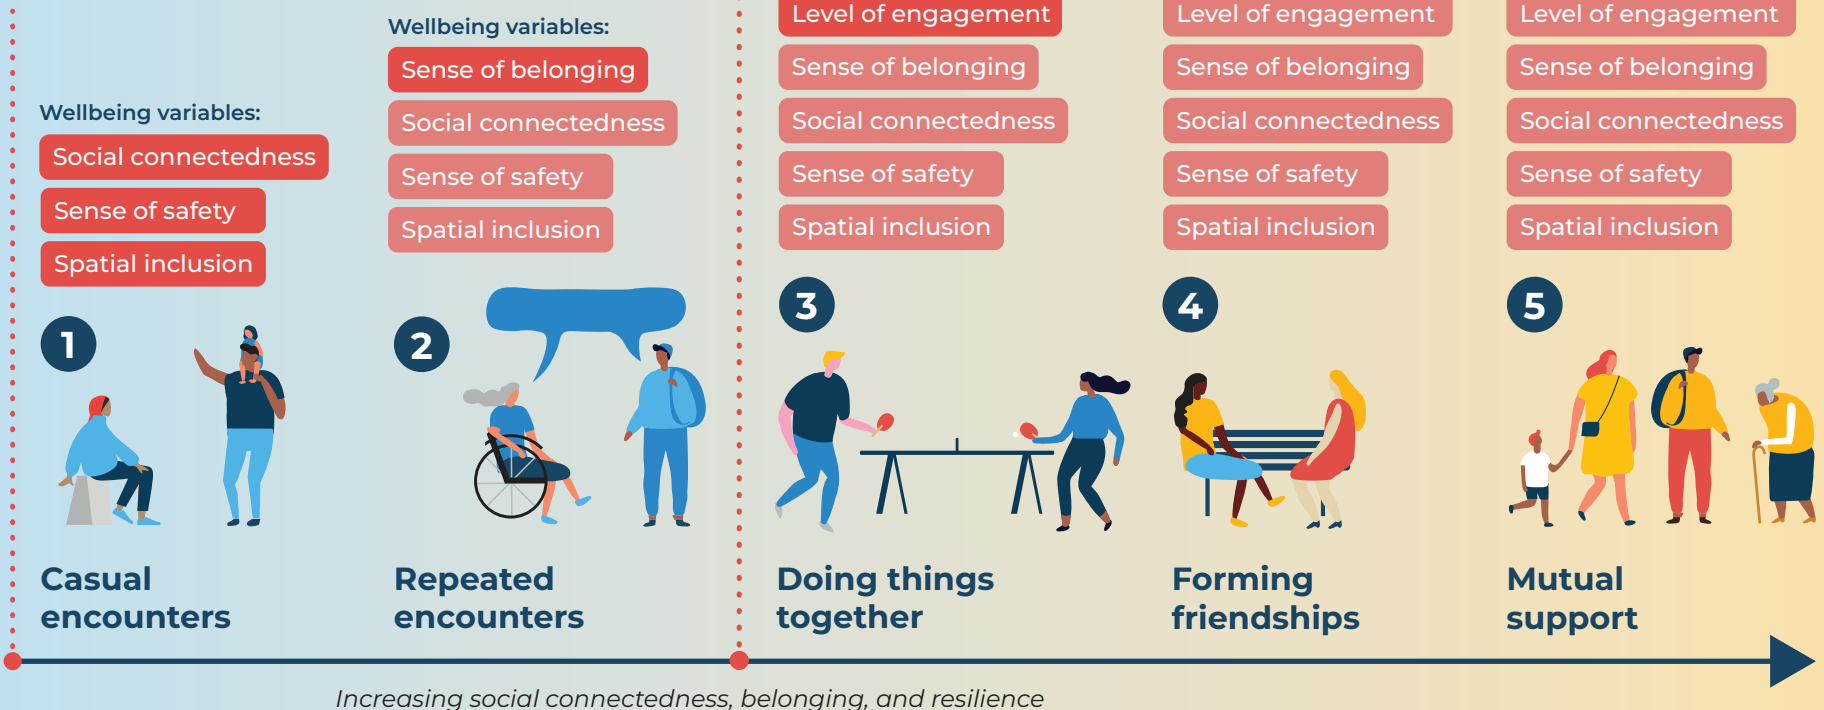 Wellbeing variables:
Social connectedness
Sense of safety
Spatial inclusion
1
Casual
encounters
Wellbeing variables:
Sense of belonging
Social connectedness
Sense of safety
Spatial inclusion
2
Repeated
encounters
Level of engagement
Sense of belonging
Social connectedness
Sense of safety
Spatial inclusion
3
Doing things
together
Level of engagement
Sense of belonging
Social connectedness
Sense of safety
Spatial inclusion
4
Forming
friendships
Level of engagement
Sense of belonging
Social connectedness
Sense of safety
Spatial inclusion
5
Mutual
support
Increasing social connectedness, belonging, and resilience